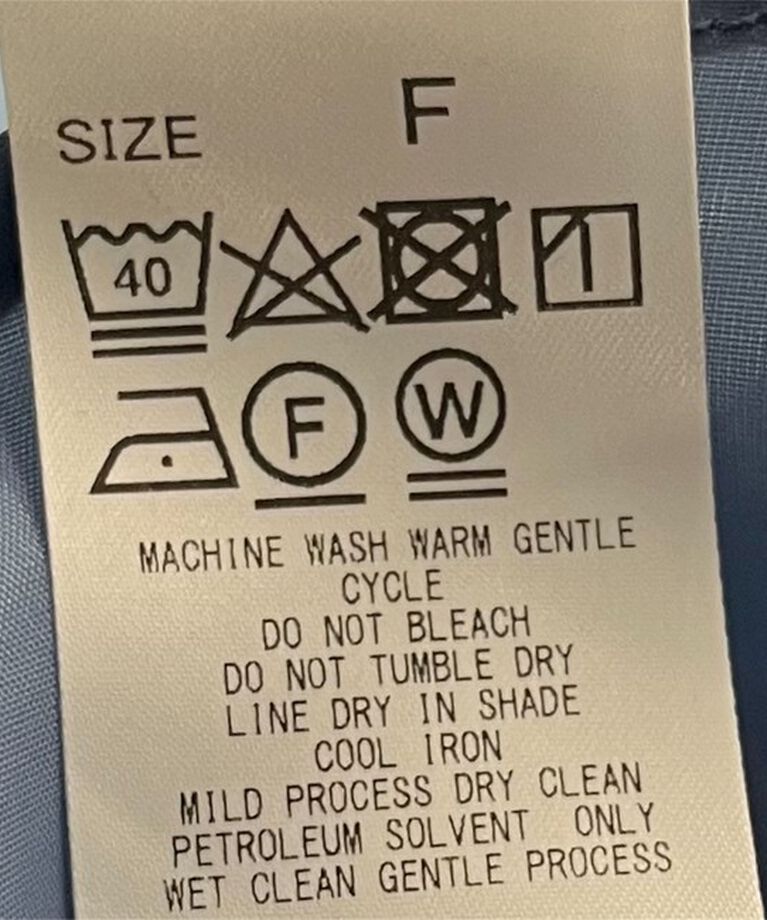 SIZE F
40
F W
MACHINE WASH WARM GENTLE
CYCLE
DO NOT BLEACH
DO NOT TUMBLE DRY
LINE DRY IN SHADE
COOL IRON
MILD PROCESS DRY CLEAN
PETROLEUM SOLVENT ONLY
WET CLEAN GENTLE PROCESS